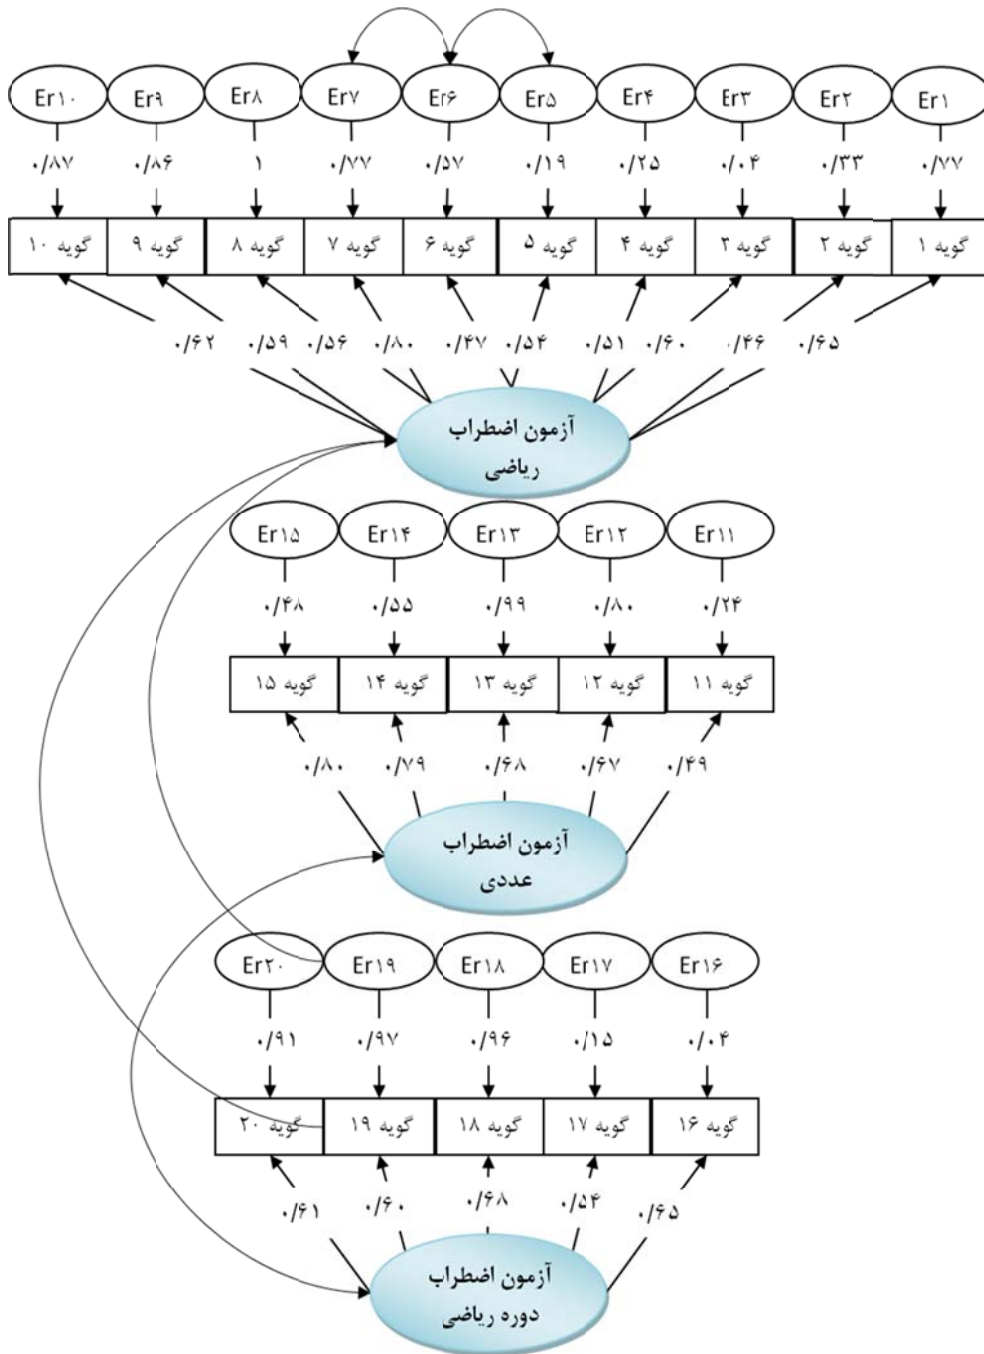 Er۱۰ Er۹ Er۸ Er۷ Er۶ Er۵ Er۴ Er۳ Er۲ Er۱
۰/۸۷ ۰/۸۶ ۱ ۰/۷۷ ۰/۵۷ ۰/۱۹ ۰/۲۵ ۰/۰۴ ۰/۳۳ ۰/۷۷
گویه ۱۰ گویه ۹ گویه ۸ گویه ۷ گویه ۶ گویه ۵ گویه ۴ گویه ۳ گویه ۲ گویه ۱
۰/۶۲ ۰/۵۹ ۰/۵۶ ۰/۸۰ ۰/۴۷ ۰/۵۴ ۰/۵۱ ۰/۶۰ ۰/۴۶ ۰/۶۵
آزمون اضطراب
ریاضی
Er۱۵ Er۱۴ Er۱۳ Er۱۲ Er۱۱
۰/۴۸ ۰/۵۵ ۰/۹۹ ۰/۸۰ ۰/۲۴
گویه ۱۵ گویه ۱۴ گویه ۱۳ گویه ۱۲ گویه ۱۱
۰/۸۰ ۰/۷۹ ۰/۶۸ ۰/۶۷ ۰/۴۹
آزمون اضطراب
عددی
Er۲۰ Er۱۹ Er۱۸ Er۱۷ Er۱۶
۰/۹۱ ۰/۹۷ ۰/۹۶ ۰/۱۵ ۰/۰۴
گویه ۲۰ گویه ۱۹ گویه ۱۸ گویه ۱۷ گویه ۱۶
۰/۶۱ ۰/۶۰ ۰/۶۸ ۰/۵۴ ۰/۶۵
آزمون اضطراب
دوره ریاضی